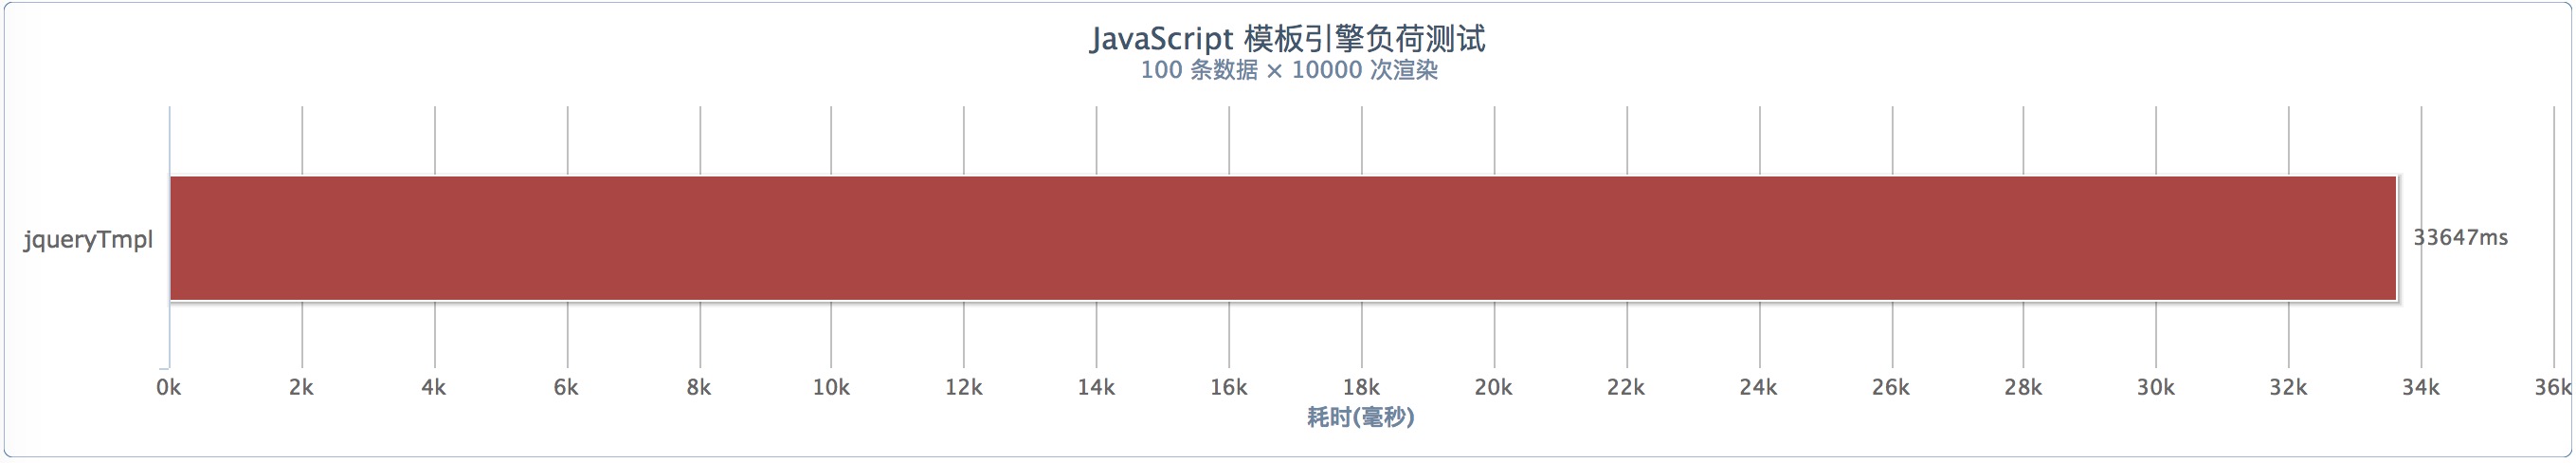 JavaScript 模板引擎负荷测试
100 条数据 × 10000 次渲染
jqueryTmpl
33647ms
0k 2k 4k 6k 8k 10k 12k 14k 16k 18k 20k 22k 24k 26k 28k 30k 32k 34k 36k
耗时(毫秒)